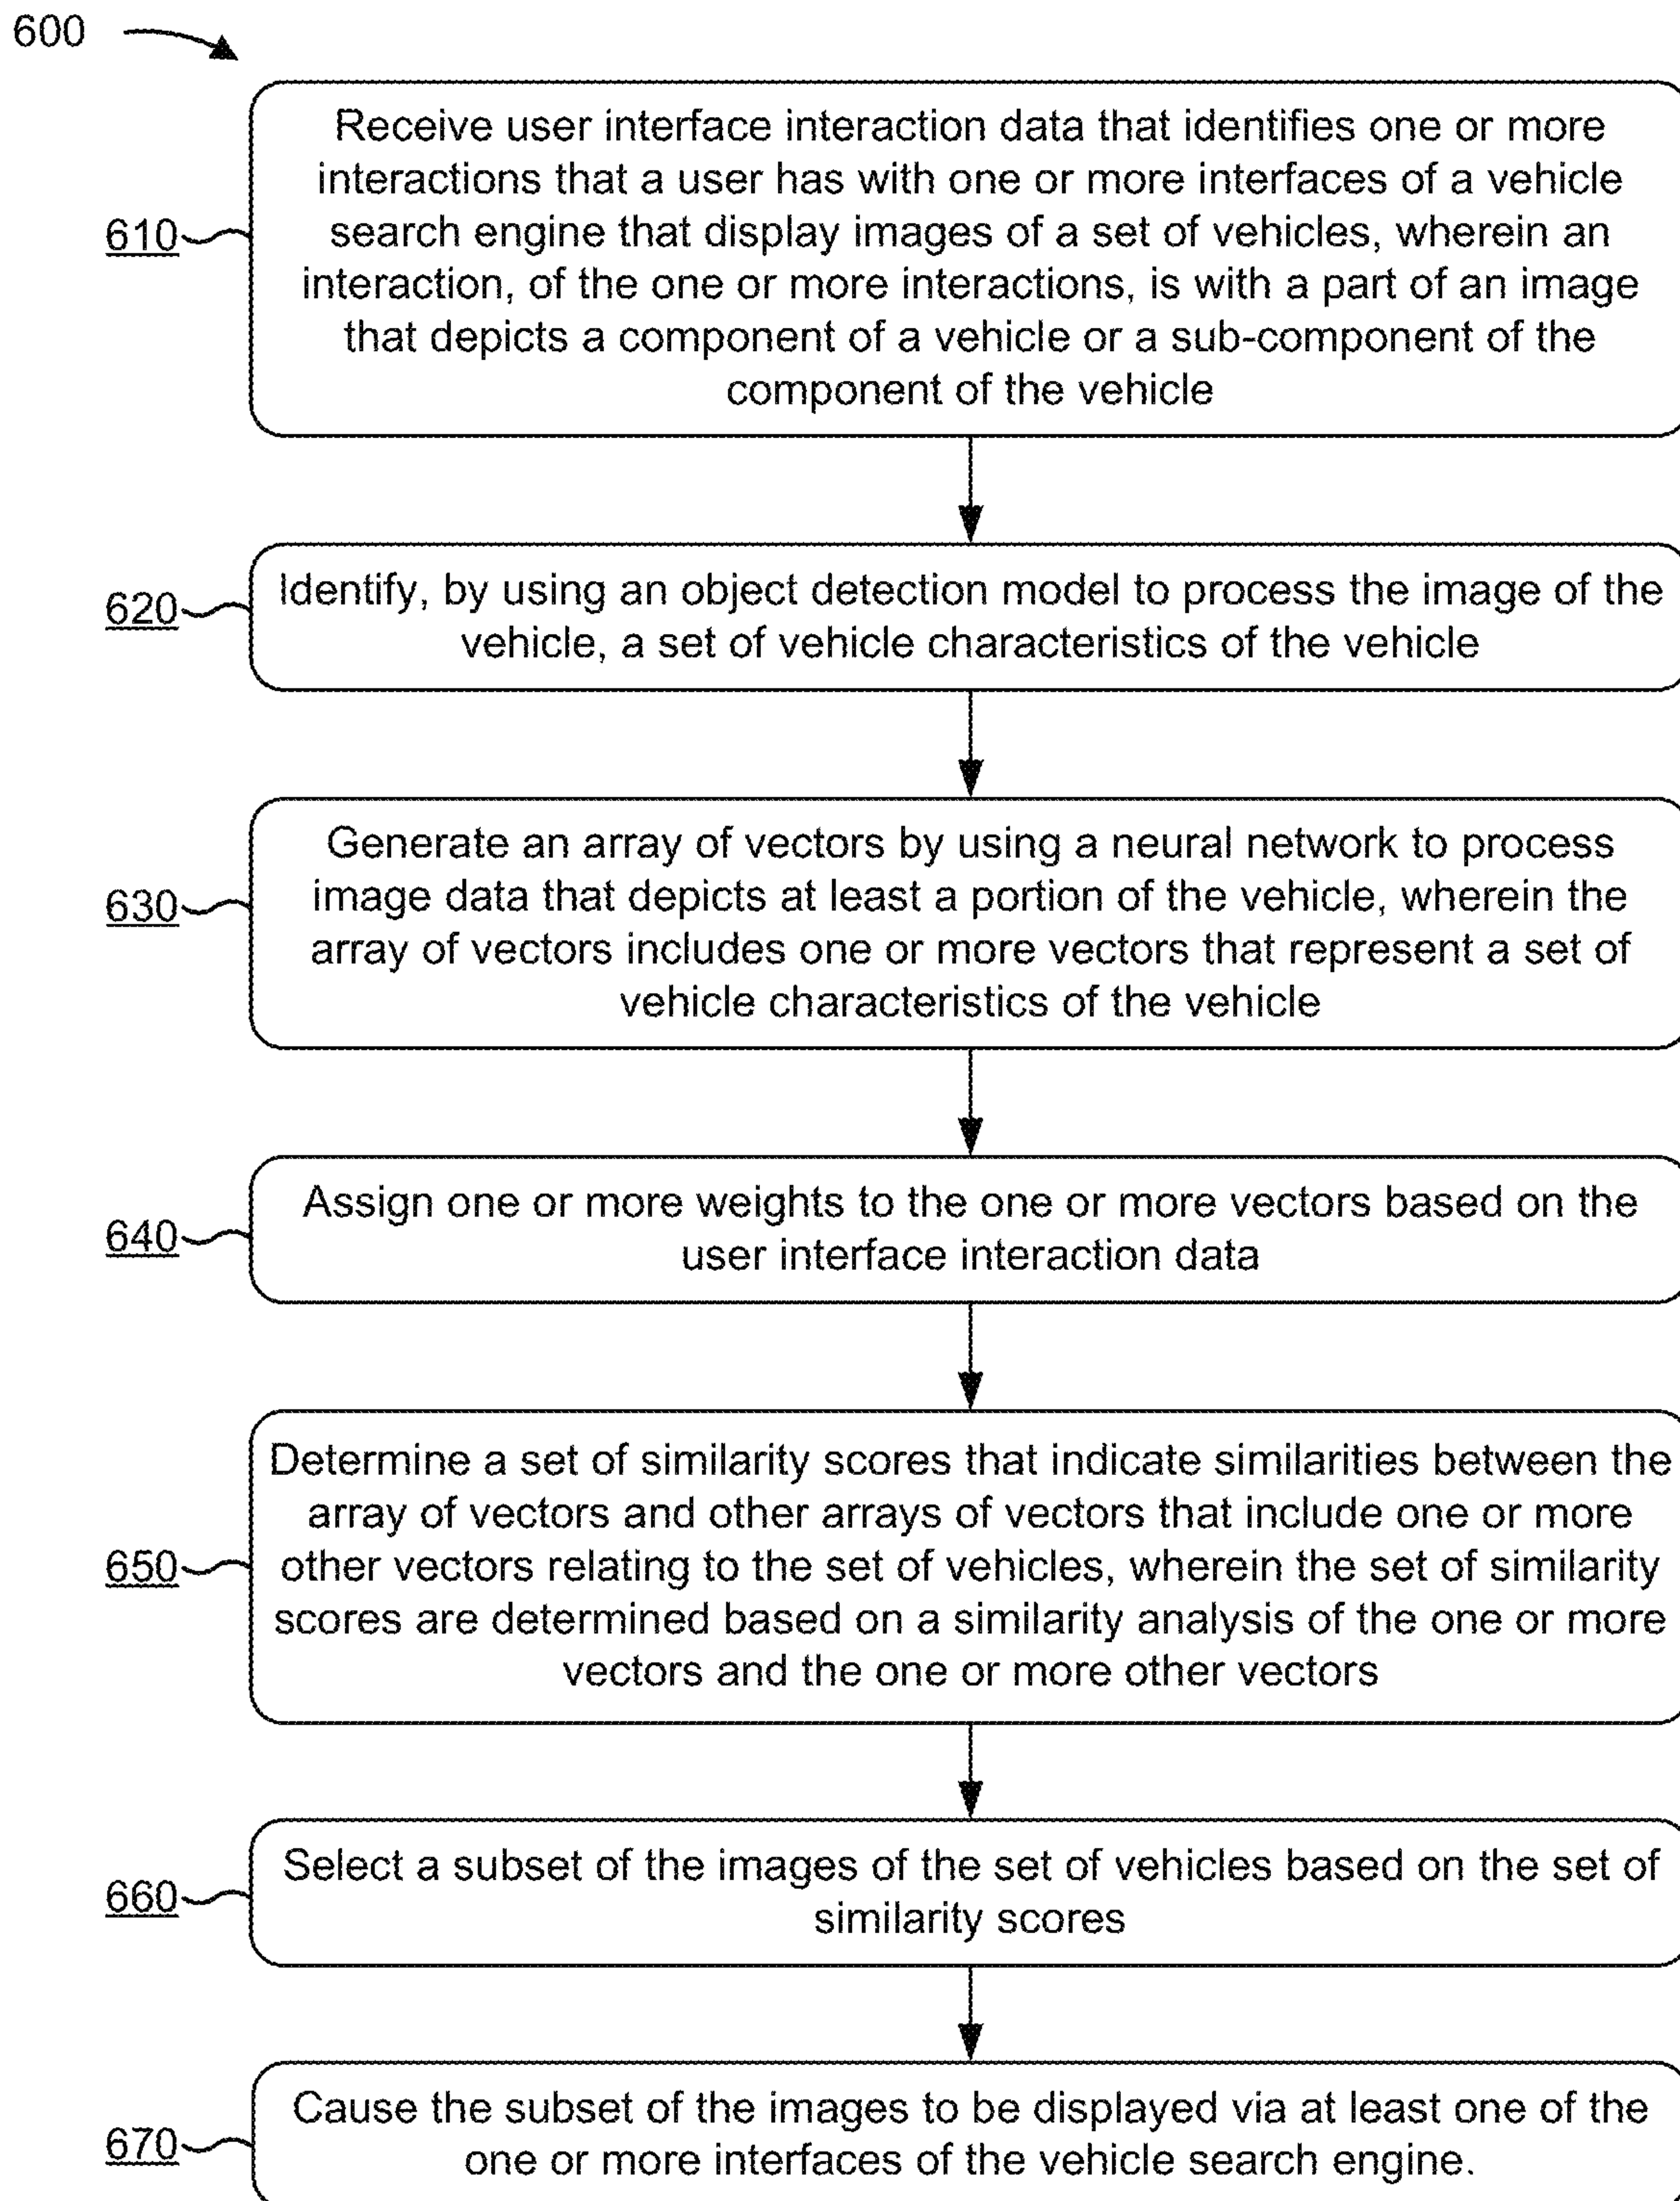 600
Receive user interface interaction data that identifies one or more
interactions that a user has with one or more interfaces of a vehicle
search engine that display images of a set of vehicles, wherein an
interaction, of the one or more interactions, is with a part of an image
that depicts a component of a vehicle or a sub-component of the
component of the vehicle
610
Identify, by using an object detection model to process the image of the
vehicle, a set of vehicle characteristics of the vehicle
620
Generate an array of vectors by using a neural network to process
image data that depicts at least a portion of the vehicle, wherein the
array of vectors includes one or more vectors that represent a set of
vehicle characteristics of the vehicle
630
Assign one or more weights to the one or more vectors based on the
user interface interaction data
640
Determine a set of similarity scores that indicate similarities between the
array of vectors and other arrays of vectors that include one or more
other vectors relating to the set of vehicles, wherein the set of similarity
scores are determined based on a similarity analysis of the one or more
vectors and the one or more other vectors
650
Select a subset of the images of the set of vehicles based on the set of
similarity scores
660
Cause the subset of the images to be displayed via at least one of the
one or more interfaces of the vehicle search engine.
670